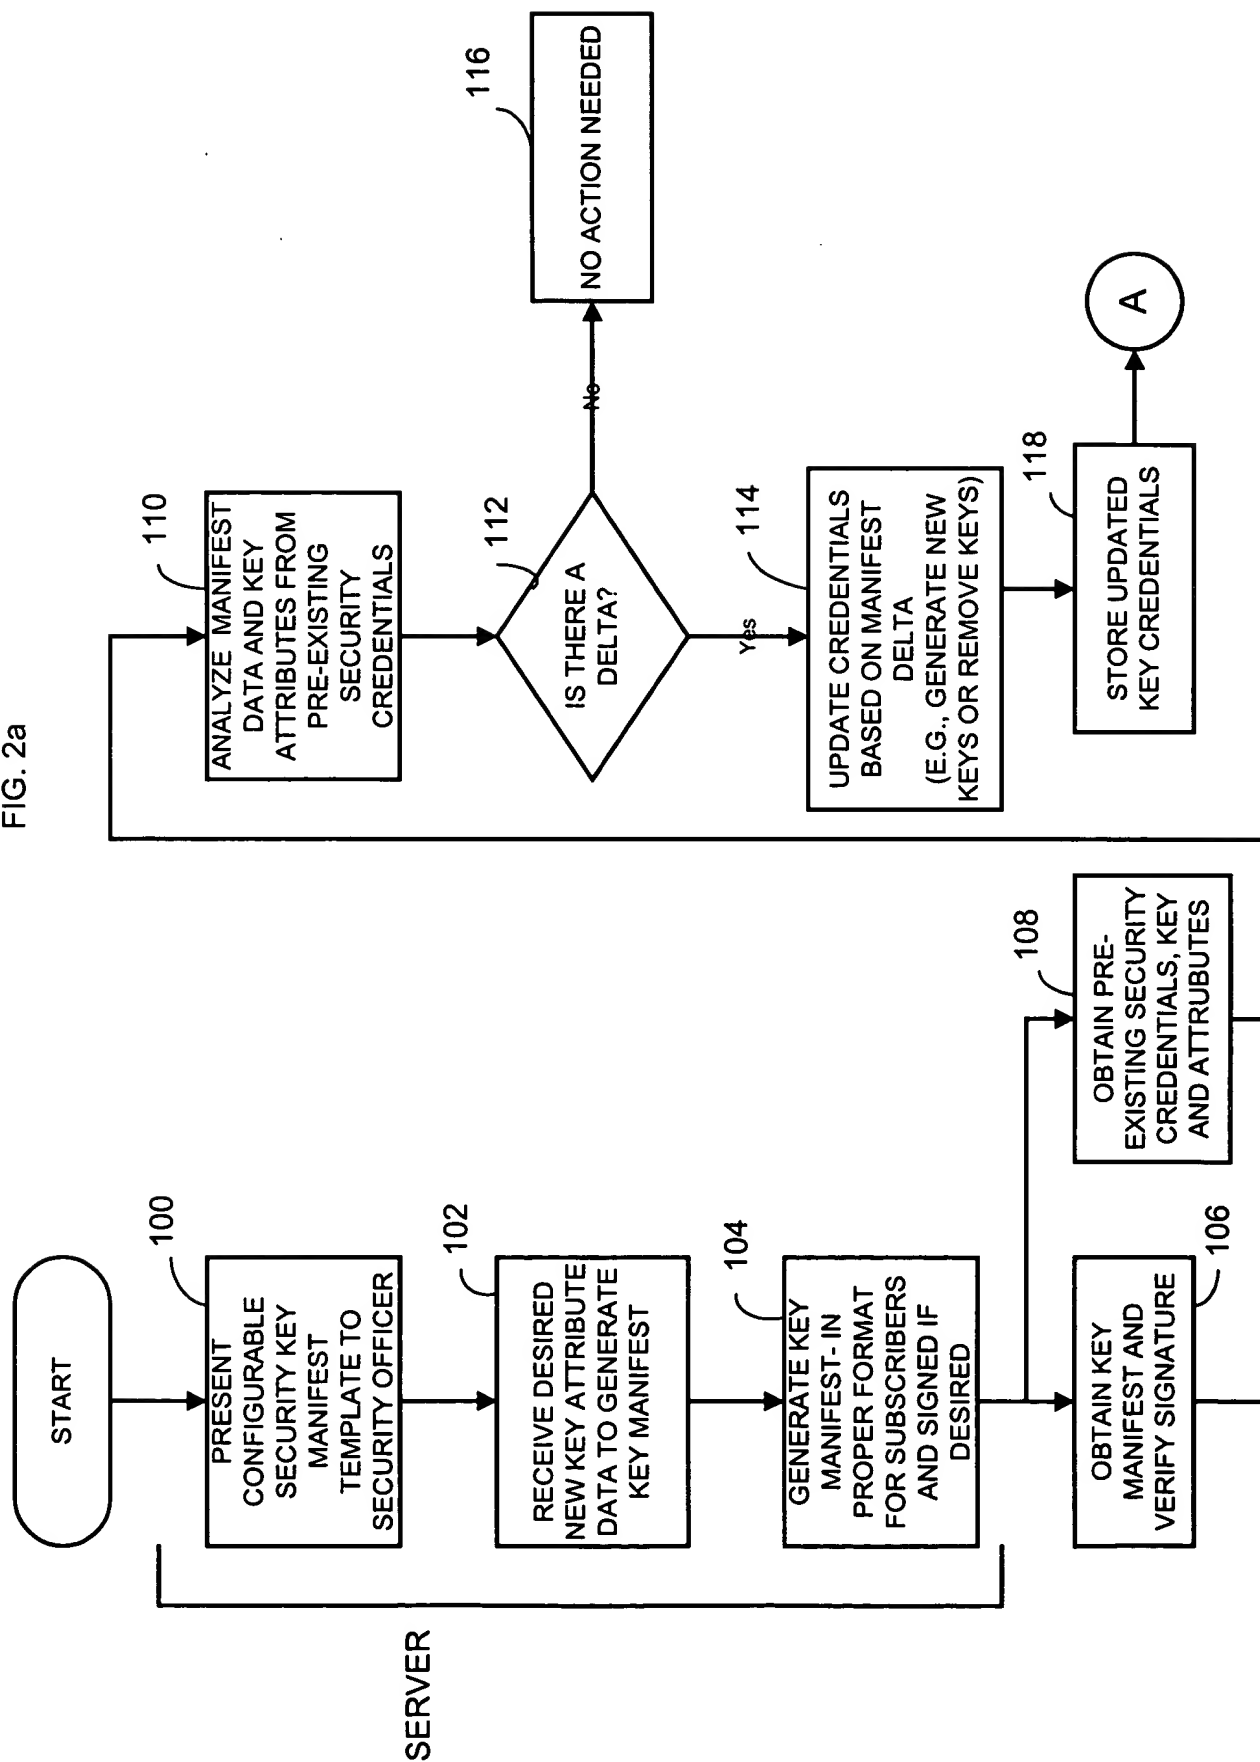 FIG. 2a
START
100
PRESENT
CONFIGURABLE
SECURITY KEY
MANIFEST
TEMPLATE TO
SECURITY OFFICER
102
RECEIVE DESIRED
NEW KEY ATTRIBUTE
DATA TO GENERATE
KEY MANIFEST
104
GENERATE KEY
MANIFEST- IN
PROPER FORMAT
FOR SUBSCRIBERS
AND SIGNED IF
DESIRED
SERVER
106
OBTAIN KEY
MANIFEST AND
VERIFY SIGNATURE
108
OBTAIN PRE-
EXISTING SECURITY
CREDENTIALS, KEY
AND ATTRUBUTES
110
ANALYZE MANIFEST
DATA AND KEY
ATTRIBUTES FROM
PRE-EXISTING
SECURITY
CREDENTIALS
112
IS THERE A
DELTA?
No
116
NO ACTION NEEDED
Yes
114
UPDATE CREDENTIALS
BASED ON MANIFEST
DELTA
(E.G., GENERATE NEW
KEYS OR REMOVE KEYS)
118
STORE UPDATED
KEY CREDENTIALS
A